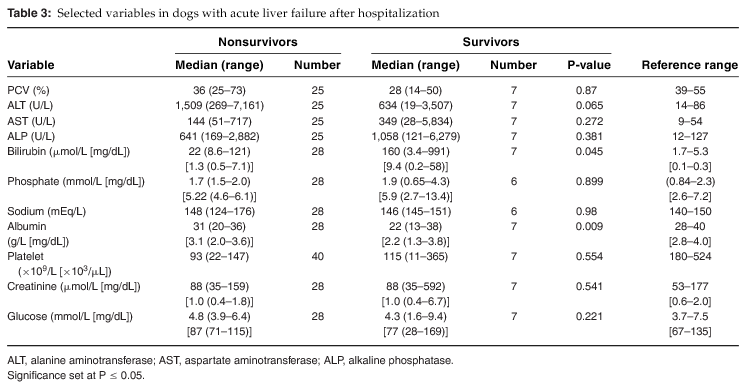 Table 3: Selected variables in dogs with acute liver failure after hospitalization
Nonsurvivors Survivors
Variable Median (range) Number Median (range) Number P-value Reference range
PCV (%) 36 (25–73) 25 28 (14–50) 7 0.87 39–55
ALT (U/L) 1,509 (269–7,161) 25 634 (19–3,507) 7 0.065 14–86
AST (U/L) 144 (51–717) 25 349 (28–5,834) 7 0.272 9–54
ALP (U/L) 641 (169–2,882) 25 1,058 (121–6,279) 7 0.381 12–127
Bilirubin (μmol/L [mg/dL]) 22 (8.6–121) 28 160 (3.4–991) 7 0.045 1.7–5.3
[1.3 (0.5–7.1)] [9.4 (0.2–58)] [0.1–0.3]
Phosphate (mmol/L [mg/dL]) 1.7 (1.5–2.0) 28 1.9 (0.65–4.3) 6 0.899 (0.84–2.3)
[5.22 (4.6–6.1)] [5.9 (2.7–13.4)] [2.6–7.2]
Sodium (mEq/L) 148 (124–176) 28 146 (145–151) 6 0.98 140–150
Albumin 31 (20–36) 28 22 (13–38) 7 0.009 28–40
(g/L [mg/dL]) [3.1 (2.0–3.6)] [2.2 (1.3–3.8)] [2.8–4.0]
Platelet 93 (22–147) 40 115 (11–365) 7 0.554 180–524
(×10⁹/L [×10³/μL])
Creatinine (μmol/L [mg/dL]) 88 (35–159) 28 88 (35–592) 7 0.541 53–177
[1.0 (0.4–1.8)] [1.0 (0.4–6.7)] [0.6–2.0]
Glucose (mmol/L [mg/dL]) 4.8 (3.9–6.4) 28 4.3 (1.6–9.4) 7 0.221 3.7–7.5
[87 (71–115)] [77 (28–169)] [67–135]
ALT, alanine aminotransferase; AST, aspartate aminotransferase; ALP, alkaline phosphatase.
Significance set at P ≤ 0.05.